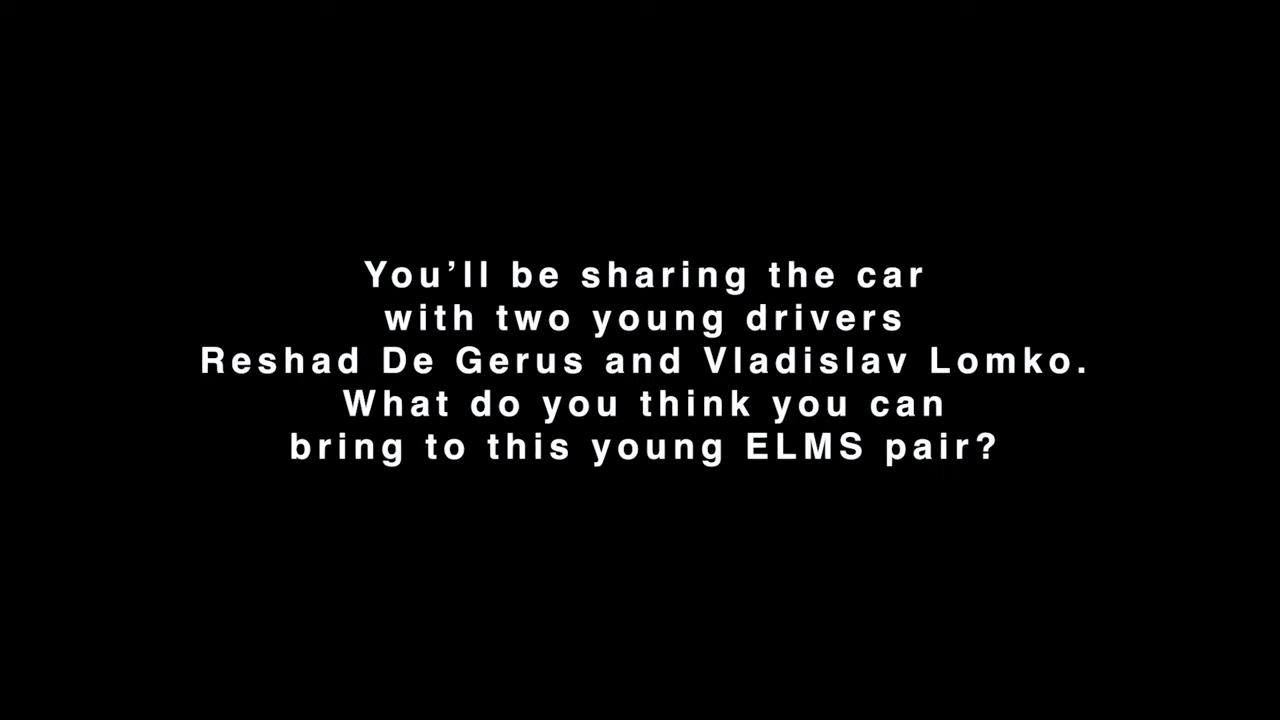 You’ll be sharing the car
with two young drivers
Reshad De Gerus and Vladislav Lomko.
What do you think you can
bring to this young ELMS pair?